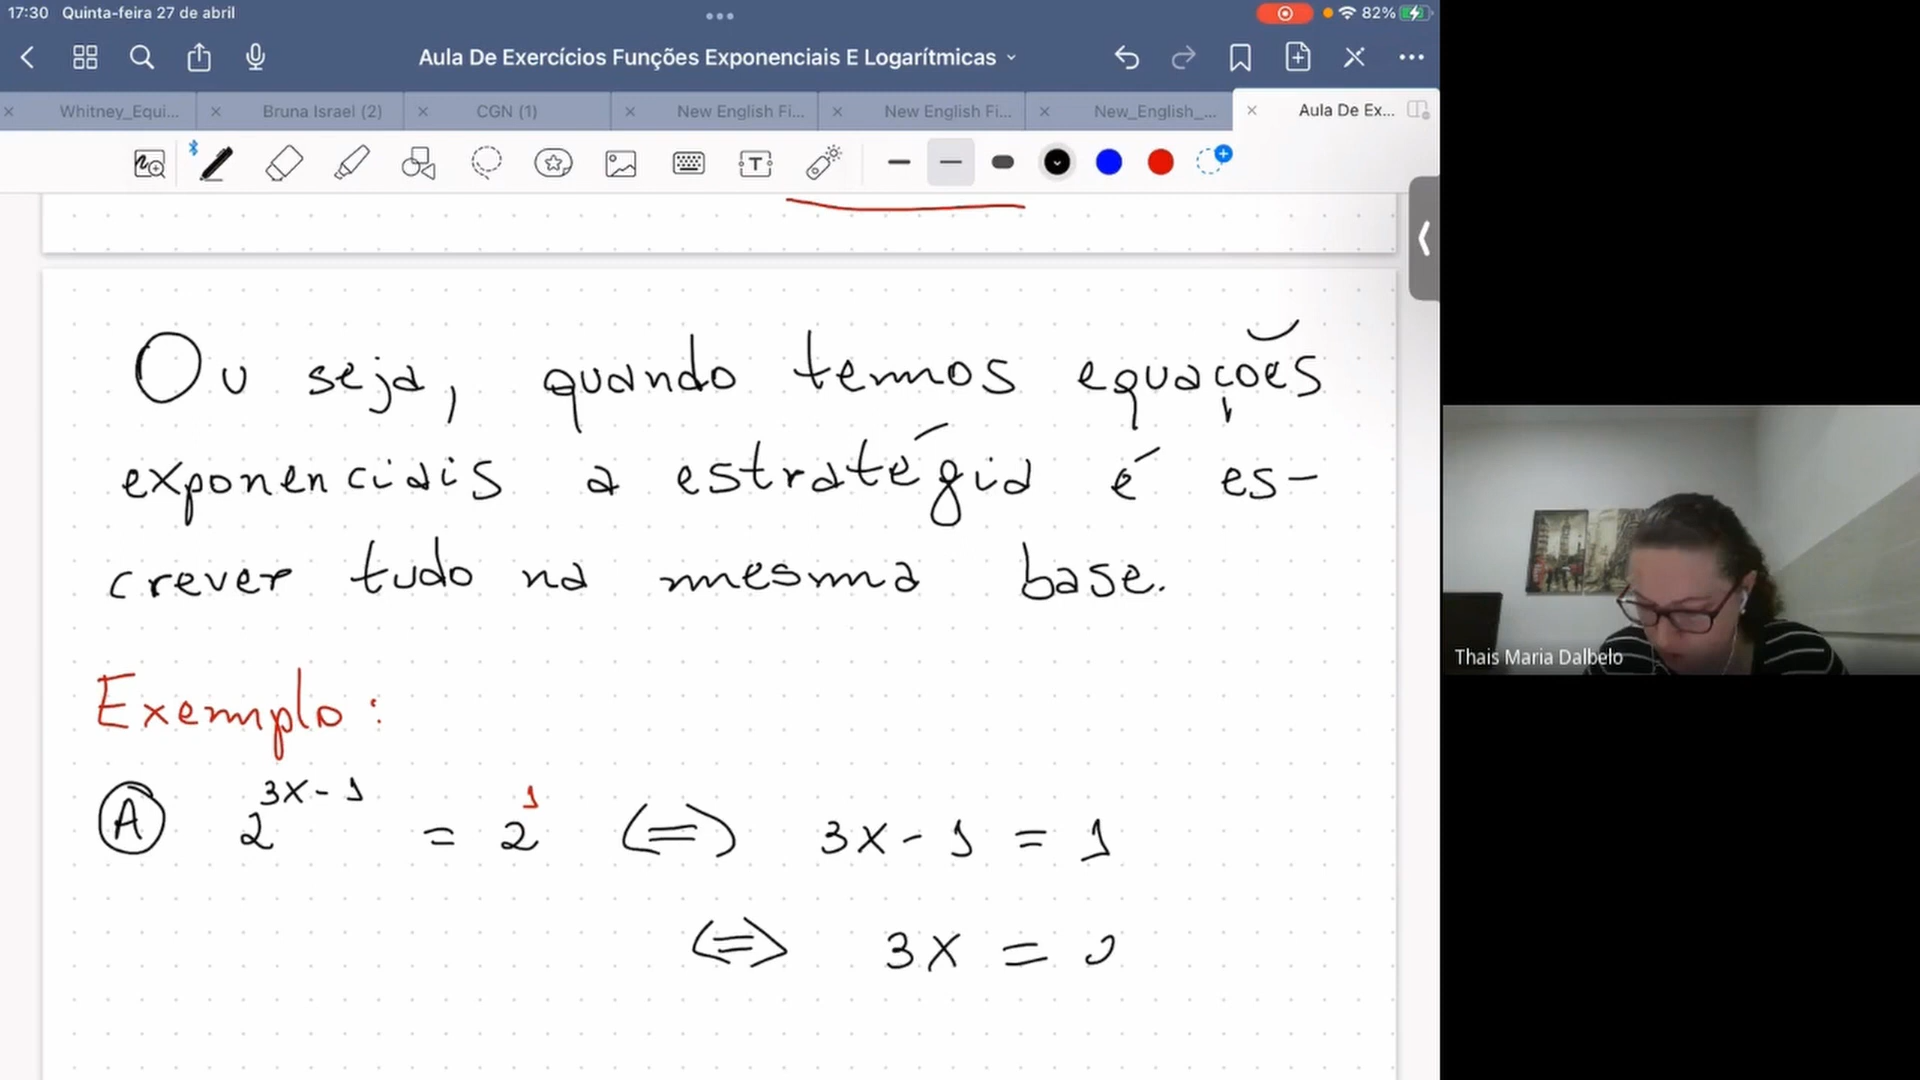 17:30 Quinta-feira 27 de abril
82%
Aula De Exercícios Funções Exponenciais E Logarítmicas
Whitney_Equi... Bruna Israel (2) CGN (1) New English Fi... New English Fi... New_English_... Aula De Ex...
Ou seja, quando temos equações
exponenciais a estratégia é es-
crever tudo na mesma base.
Exemplo:
A 2^{3x-1} = 2^1 <=> 3x - 1 = 1
<=> 3x =
Thais Maria Dalbelo